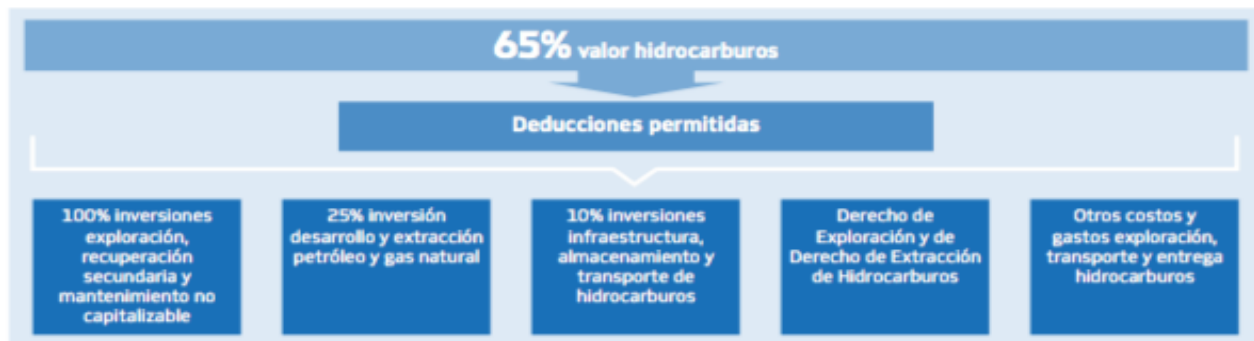 65% valor hidrocarburos
Deducciones permitidas
100% inversiones
exploración,
recuperación
secundaria y
mantenimiento no
capitalizable
25% inversión
desarrollo y extracción
petróleo y gas natural
10% inversiones
infraestructura,
almacenamiento y
transporte de
hidrocarburos
Derecho de
Exploración y de
Derecho de Extracción
de Hidrocarburos
Otros costos y
gastos exploración,
transporte y entrega
hidrocarburos